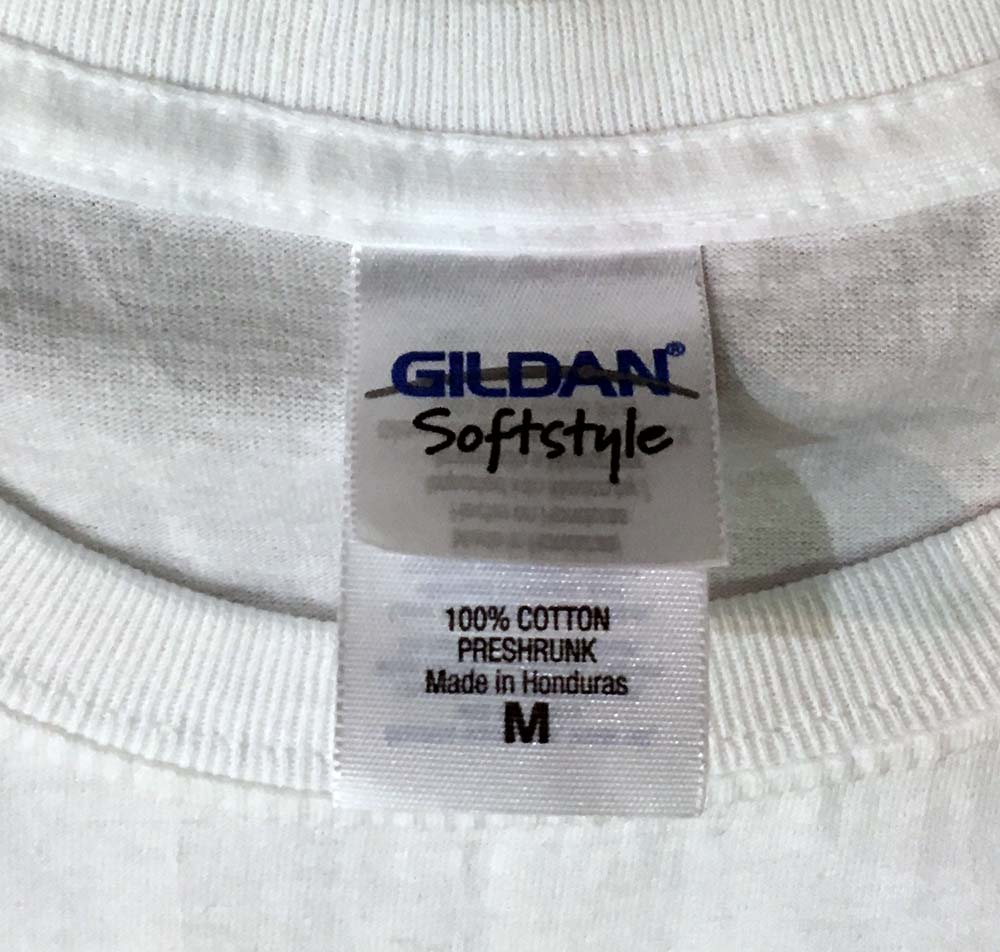 GILDAN®
Softstyle
100% COTTON
PRESHRUNK
Made in Honduras
M